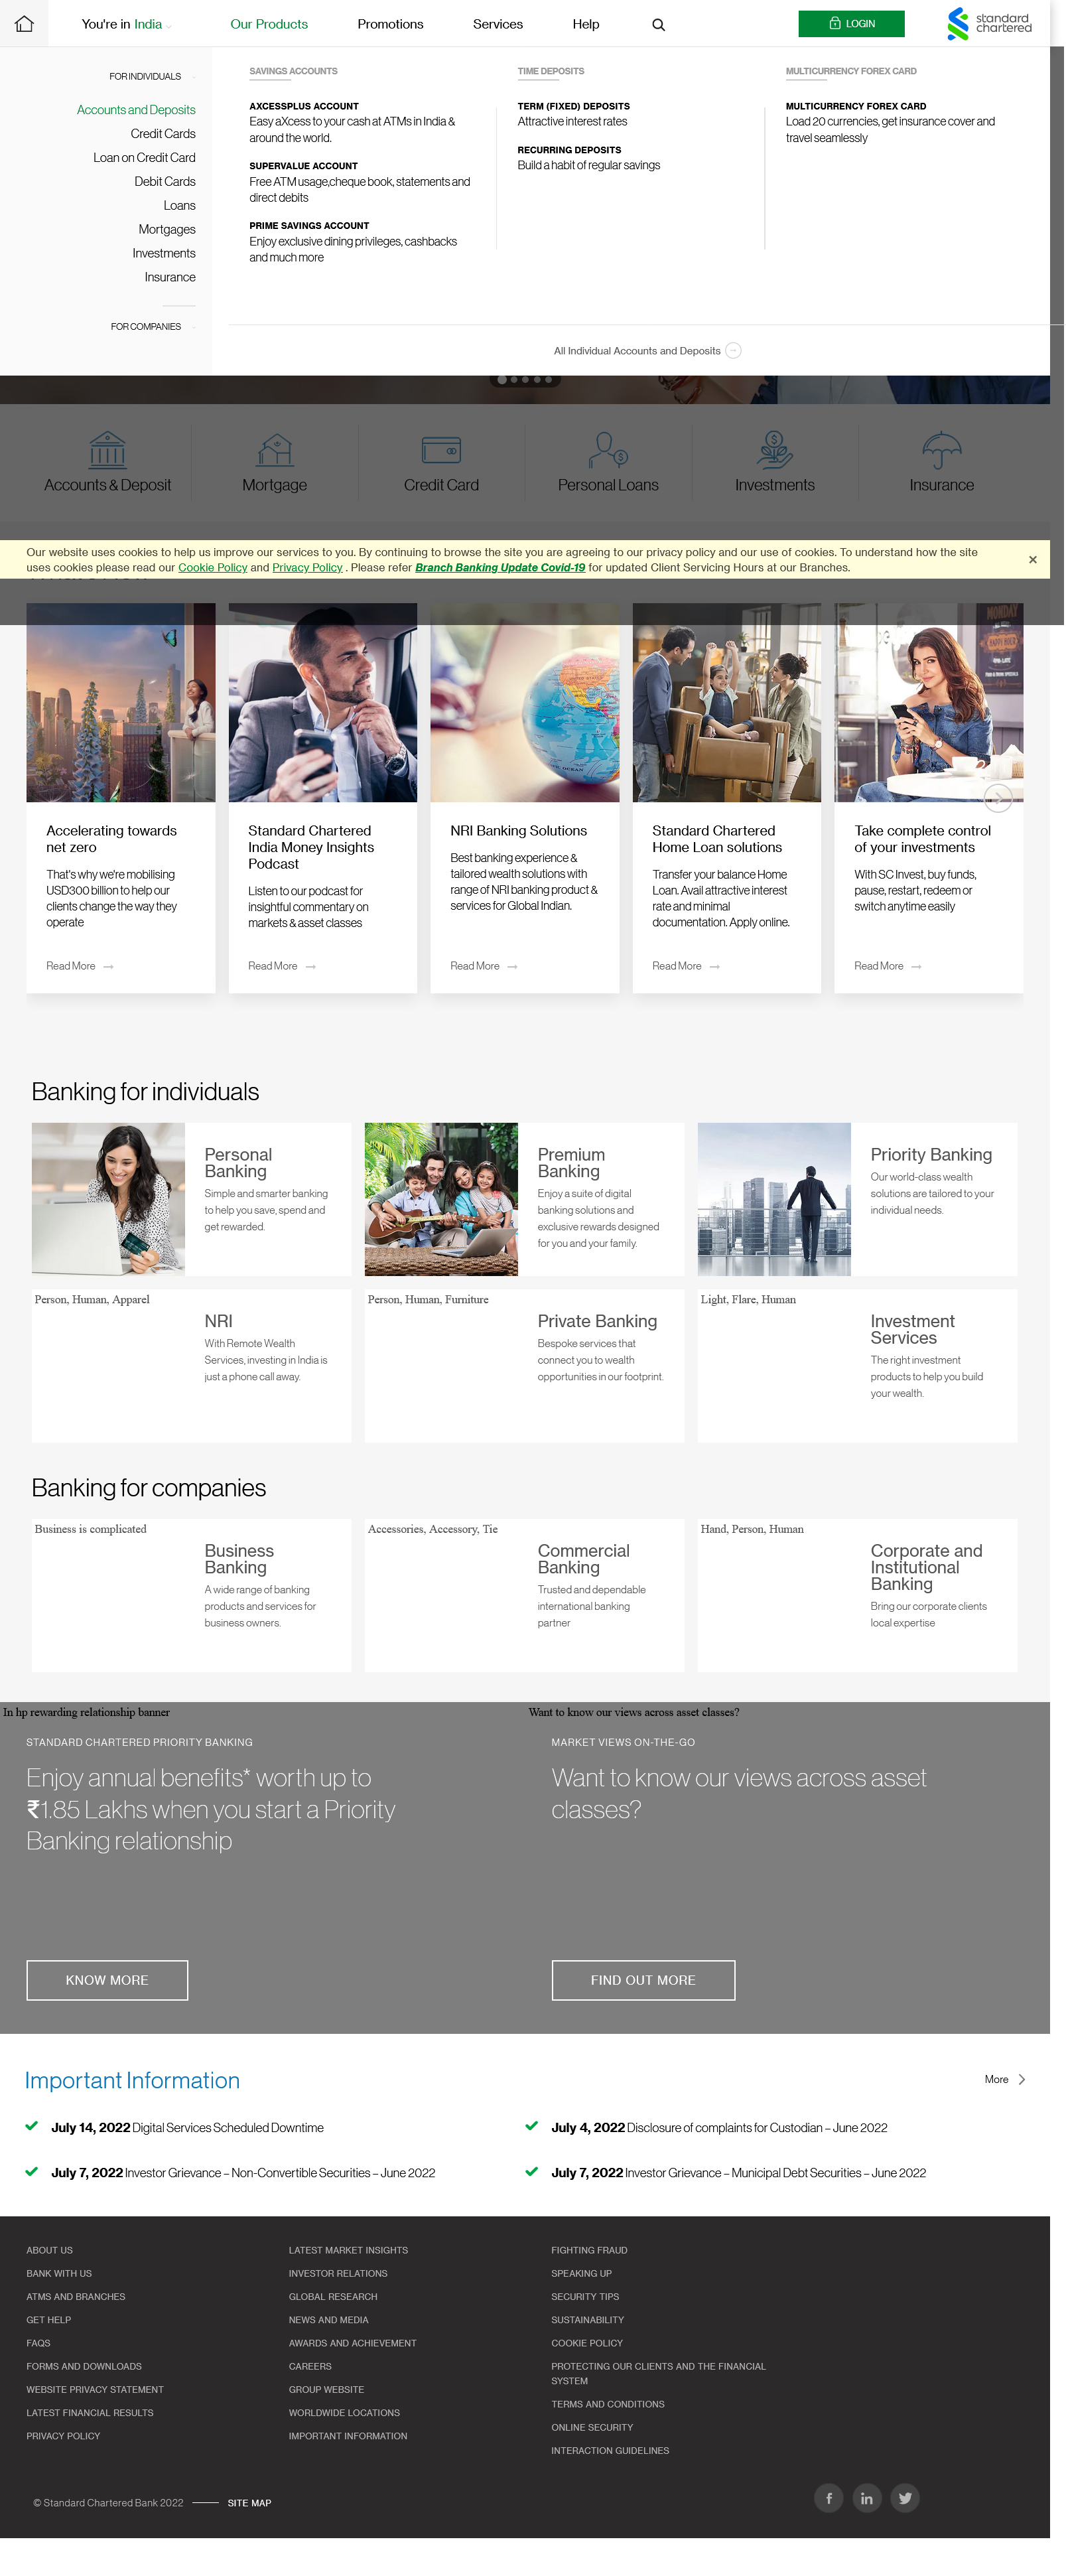 You're in India
Our Products
Promotions
Services
Help
LOGIN
standard
chartered
FOR INDIVIDUALS
Accounts and Deposits
Credit Cards
Loan on Credit Card
Debit Cards
Loans
Mortgages
Investments
Insurance
FOR COMPANIES
SAVINGS ACCOUNTS
AXCESSPLUS ACCOUNT
Easy aXcess to your cash at ATMs in India &
around the world.
SUPERVALUE ACCOUNT
Free ATM usage,cheque book, statements and
direct debits
PRIME SAVINGS ACCOUNT
Enjoy exclusive dining privileges, cashbacks
and much more
TIME DEPOSITS
TERM (FIXED) DEPOSITS
Attractive interest rates
RECURRING DEPOSITS
Build a habit of regular savings
MULTICURRENCY FOREX CARD
MULTICURRENCY FOREX CARD
Load 20 currencies, get insurance cover and
travel seamlessly
All Individual Accounts and Deposits
Accounts & Deposit
Mortgage
Credit Card
Personal Loans
Investments
Insurance
Our website uses cookies to help us improve our services to you. By continuing to browse the site you are agreeing to our privacy policy and our use of cookies. To understand how the site
uses cookies please read our Cookie Policy and Privacy Policy . Please refer Branch Banking Update Covid-19 for updated Client Servicing Hours at our Branches.
MONDAY
Accelerating towards
net zero
That's why we're mobilising
USD300 billion to help our
clients change the way they
operate
Read More
Standard Chartered
India Money Insights
Podcast
Listen to our podcast for
insightful commentary on
markets & asset classes
Read More
NRI Banking Solutions
Best banking experience &
tailored wealth solutions with
range of NRI banking product &
services for Global Indian.
Read More
Standard Chartered
Home Loan solutions
Transfer your balance Home
Loan. Avail attractive interest
rate and minimal
documentation. Apply online.
Read More
Take complete control
of your investments
With SC Invest, buy funds,
pause, restart, redeem or
switch anytime easily
Read More
Banking for individuals
Personal
Banking
Simple and smarter banking
to help you save, spend and
get rewarded.
Premium
Banking
Enjoy a suite of digital
banking solutions and
exclusive rewards designed
for you and your family.
Priority Banking
Our world-class wealth
solutions are tailored to your
individual needs.
Person, Human, Apparel
NRI
With Remote Wealth
Services, investing in India is
just a phone call away.
Person, Human, Furniture
Private Banking
Bespoke services that
connect you to wealth
opportunities in our footprint.
Light, Flare, Human
Investment
Services
The right investment
products to help you build
your wealth.
Banking for companies
Business is complicated
Business
Banking
A wide range of banking
products and services for
business owners.
Accessories, Accessory, Tie
Commercial
Banking
Trusted and dependable
international banking
partner
Hand, Person, Human
Corporate and
Institutional
Banking
Bring our corporate clients
local expertise
In hp rewarding relationship banner
STANDARD CHARTERED PRIORITY BANKING
Enjoy annual benefits* worth up to
₹1.85 Lakhs when you start a Priority
Banking relationship
KNOW MORE
Want to know our views across asset classes?
MARKET VIEWS ON-THE-GO
Want to know our views across asset
classes?
FIND OUT MORE
Important Information
More
July 14, 2022 Digital Services Scheduled Downtime
July 4, 2022 Disclosure of complaints for Custodian – June 2022
July 7, 2022 Investor Grievance – Non-Convertible Securities – June 2022
July 7, 2022 Investor Grievance – Municipal Debt Securities – June 2022
ABOUT US
BANK WITH US
ATMS AND BRANCHES
GET HELP
FAQS
FORMS AND DOWNLOADS
WEBSITE PRIVACY STATEMENT
LATEST FINANCIAL RESULTS
PRIVACY POLICY
LATEST MARKET INSIGHTS
INVESTOR RELATIONS
GLOBAL RESEARCH
NEWS AND MEDIA
AWARDS AND ACHIEVEMENT
CAREERS
GROUP WEBSITE
WORLDWIDE LOCATIONS
IMPORTANT INFORMATION
FIGHTING FRAUD
SPEAKING UP
SECURITY TIPS
SUSTAINABILITY
COOKIE POLICY
PROTECTING OUR CLIENTS AND THE FINANCIAL
SYSTEM
TERMS AND CONDITIONS
ONLINE SECURITY
INTERACTION GUIDELINES
© Standard Chartered Bank 2022
SITE MAP